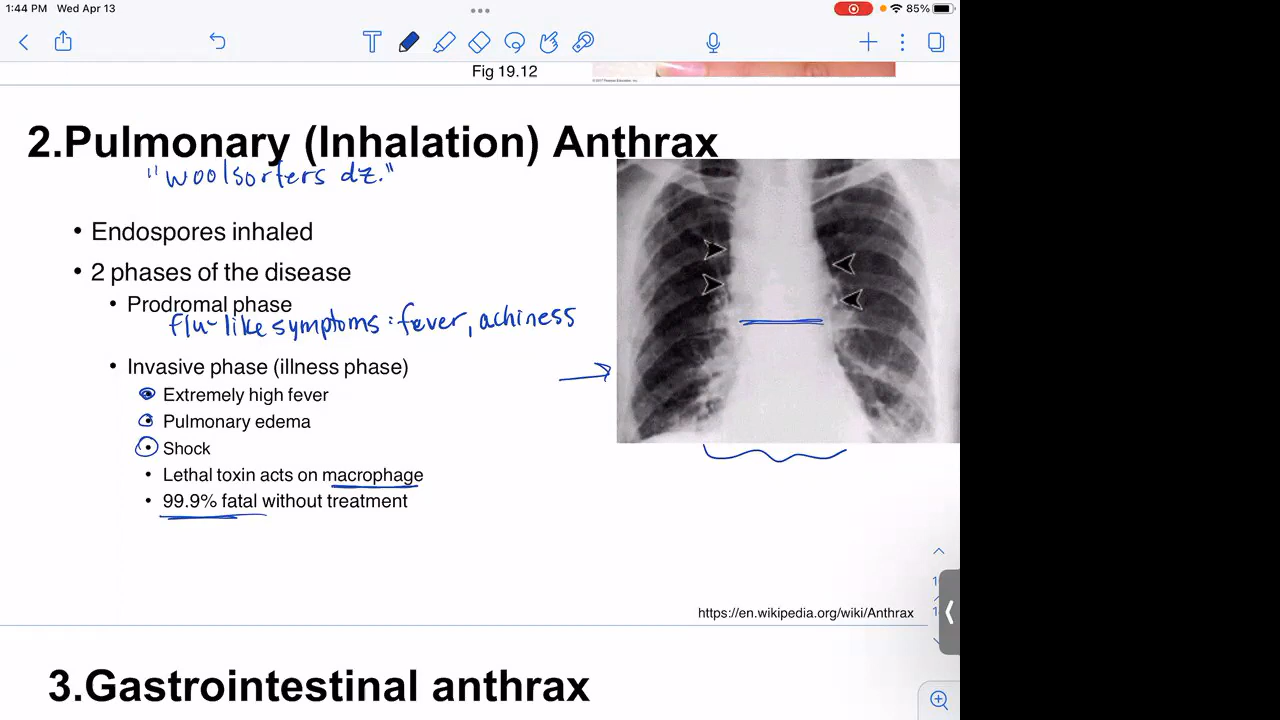 1:44 PM Wed Apr 13
85%
T
Fig 19.12
2.Pulmonary (Inhalation) Anthrax
"woolsorters dz."
• Endospores inhaled
• 2 phases of the disease
• Prodromal phase
flu-like symptoms: fever, achiness
• Invasive phase (illness phase)
• Extremely high fever
• Pulmonary edema
• Shock
• Lethal toxin acts on macrophage
• 99.9% fatal without treatment
https://en.wikipedia.org/wiki/Anthrax
3.Gastrointestinal anthrax